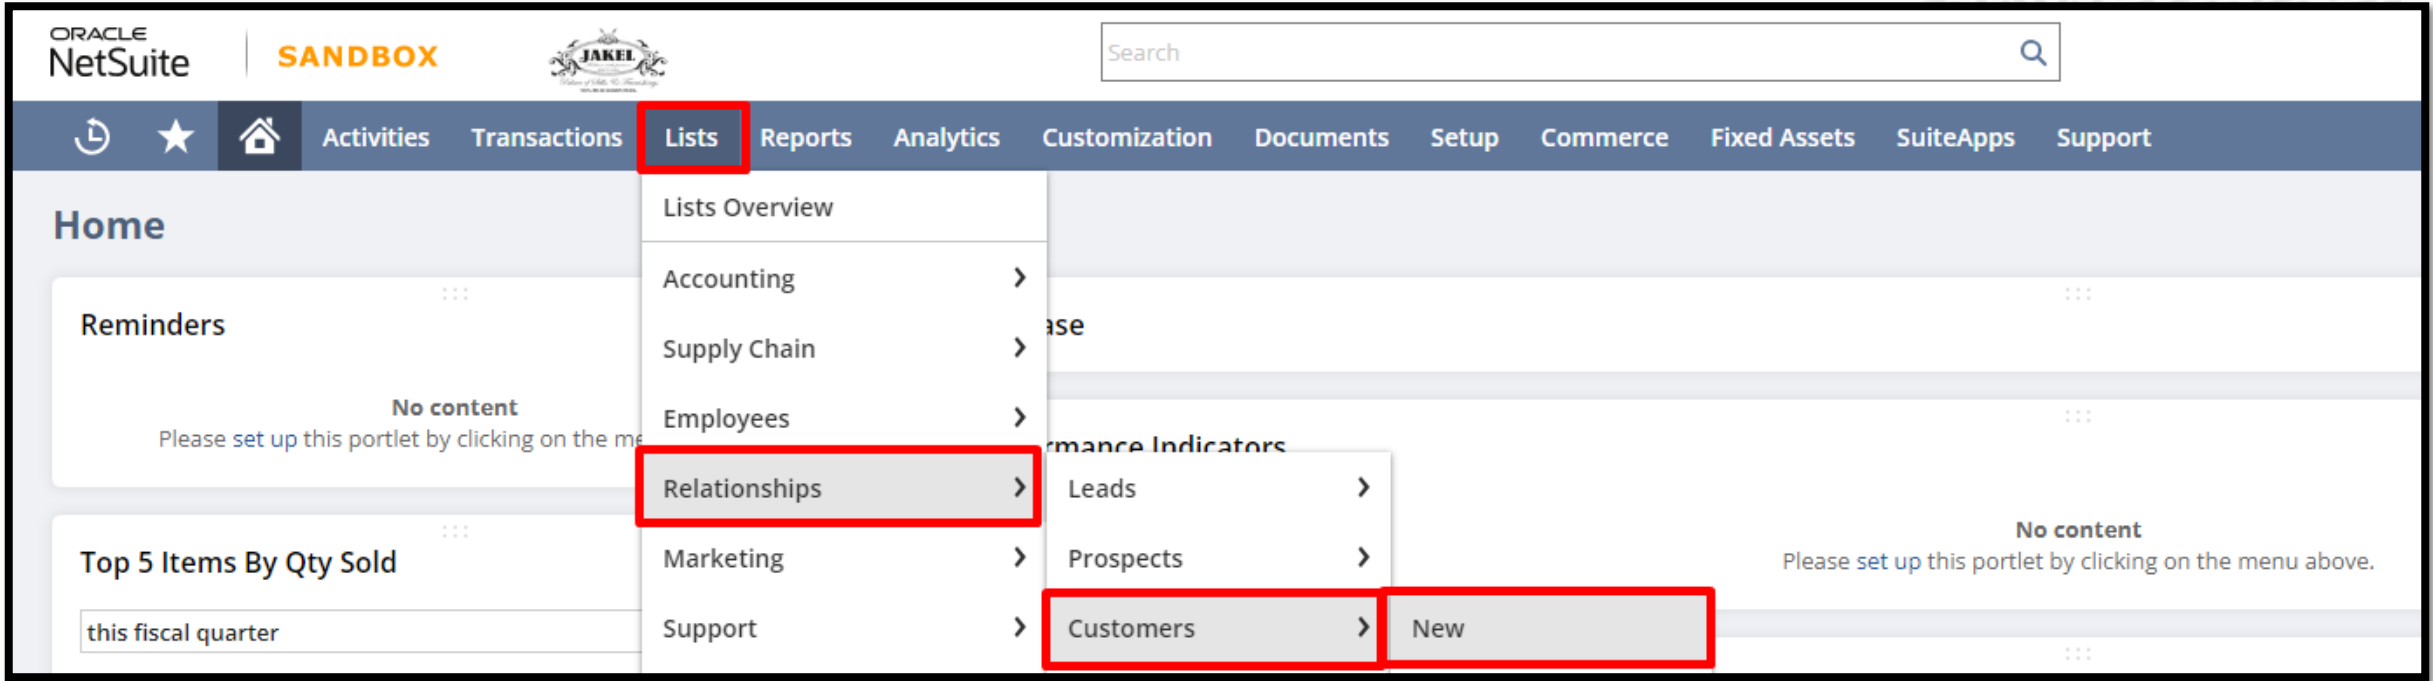 ORACLE
NetSuite
SANDBOX
JAKEL
Search
Activities Transactions Lists Reports Analytics Customization Documents Setup Commerce Fixed Assets SuiteApps Support
Home
Lists Overview
Accounting
Supply Chain
Employees
Relationships
Marketing
Support
Leads
Prospects
Customers
New
Reminders
No content
Please set up this portlet by clicking on the me
Top 5 Items By Qty Sold
this fiscal quarter
ase
rmance Indicators
No content
Please set up this portlet by clicking on the menu above.